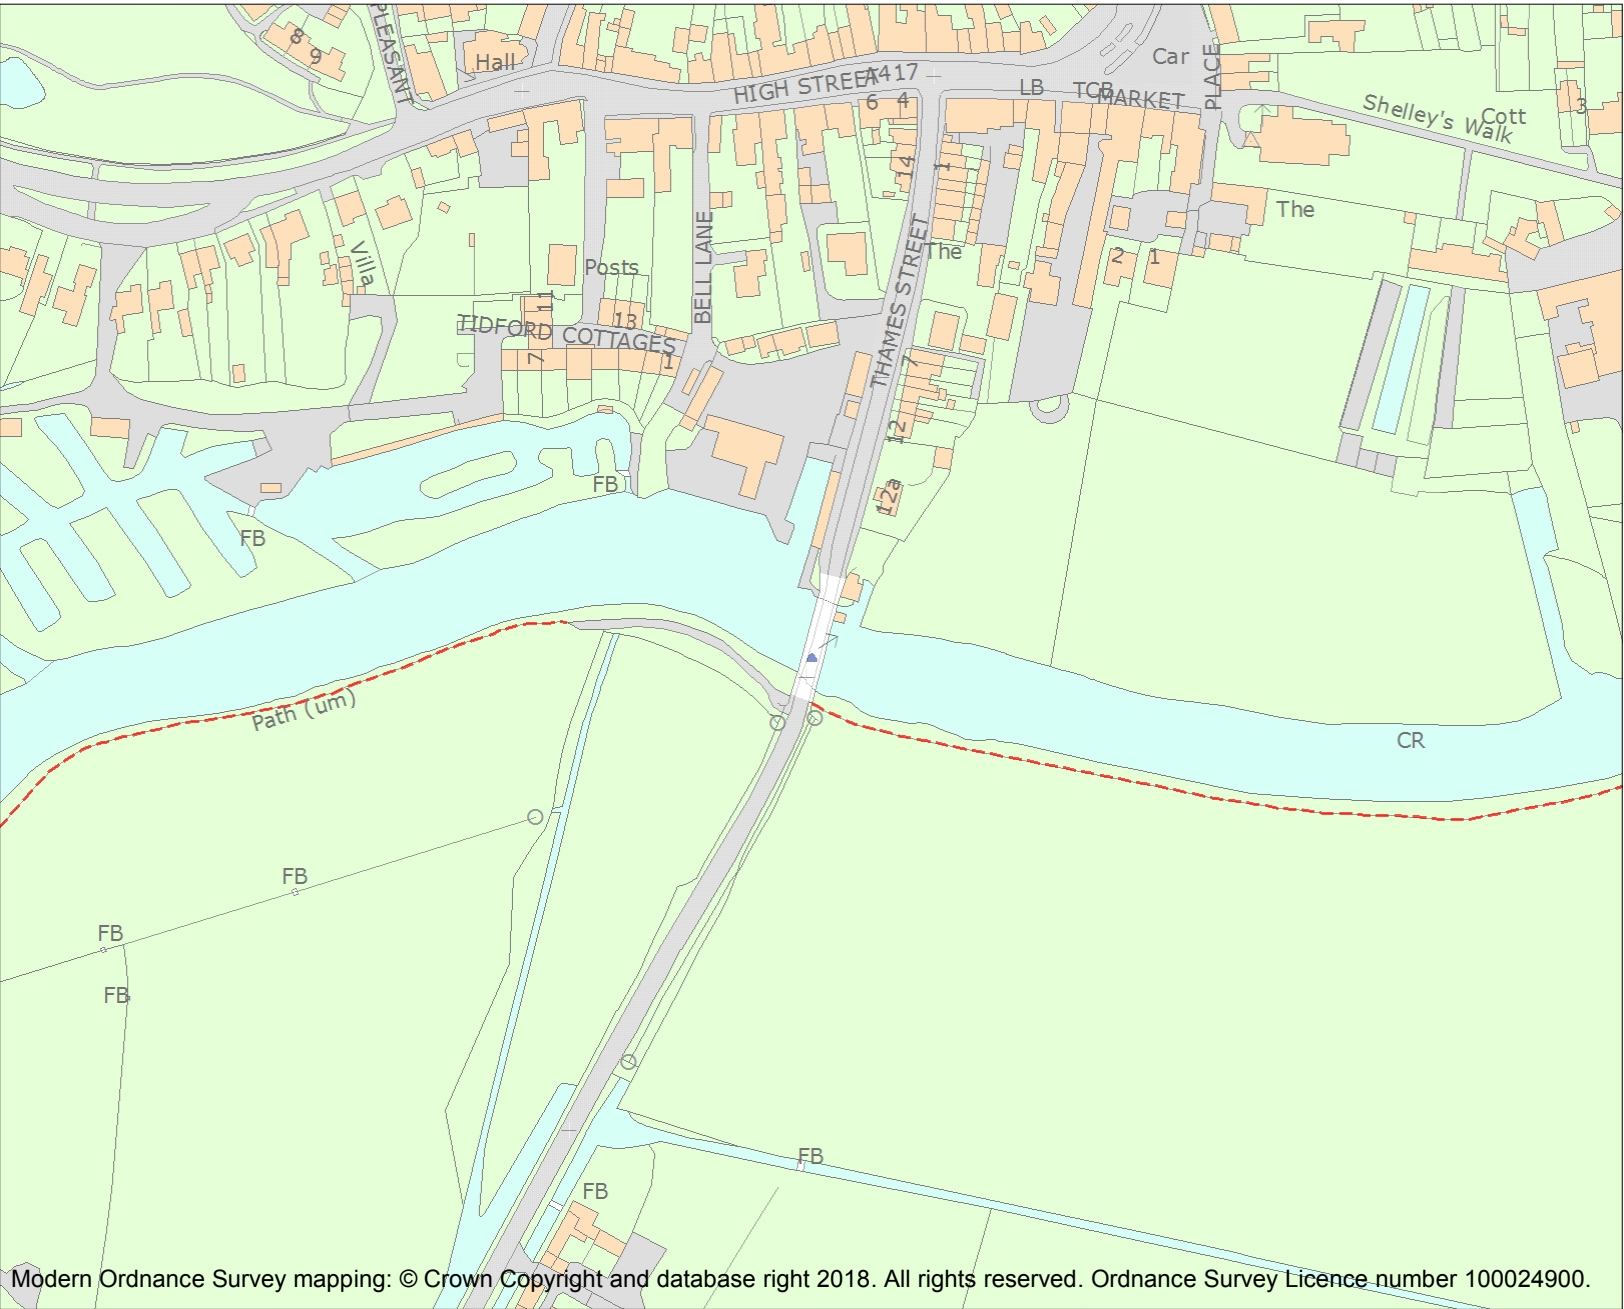 8
9
PLEASANT
Hall
HIGH STREET
A417
6
4
LB
TCB
MARKET
Car
PLACE
Shelley's Walk
Cott
3
14
1
The
The
Villa
Posts
BELL LANE
THAMES STREET
2
1
11
13
TIDFORD COTTAGES
7
1
7
12
12a
FB
FB
Path (um)
CR
FB
FB
FB
FB
FB
Modern Ordnance Survey mapping: © Crown Copyright and database right 2018. All rights reserved. Ordnance Survey Licence number 100024900.